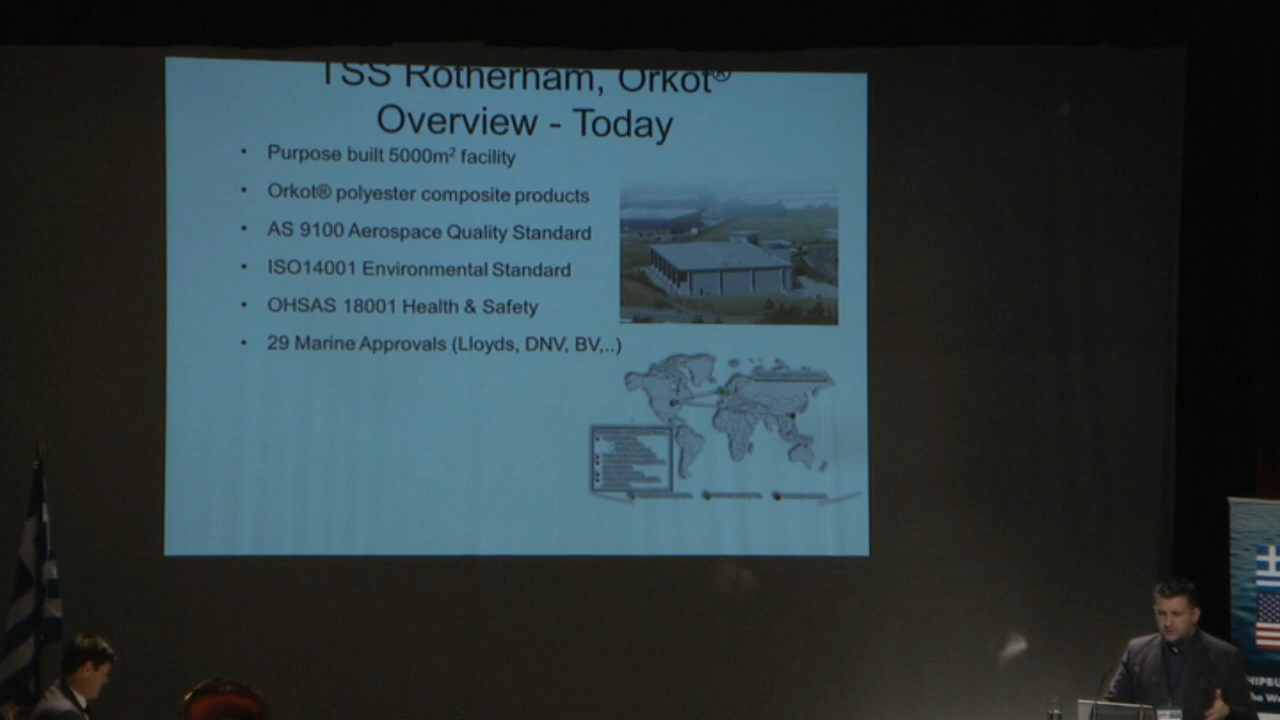 TSS Rotherham, Orkot®
Overview - Today
• Purpose built 5000m² facility
• Orkot® polyester composite products
• AS 9100 Aerospace Quality Standard
• ISO14001 Environmental Standard
• OHSAS 18001 Health & Safety
• 29 Marine Approvals (Lloyds, DNV, BV,..)